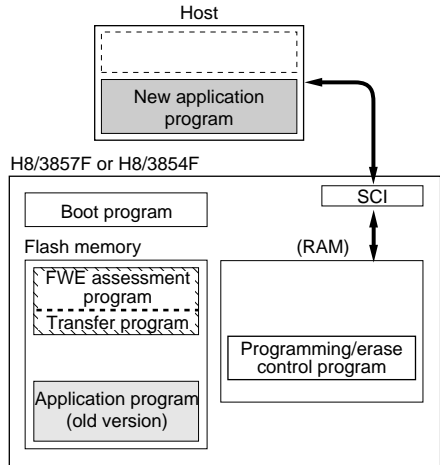 Host
New application
program
H8/3857F or H8/3854F
SCI
Boot program
Flash memory
(RAM)
FWE assessment
program
Transfer program
Programming/erase
control program
Application program
(old version)